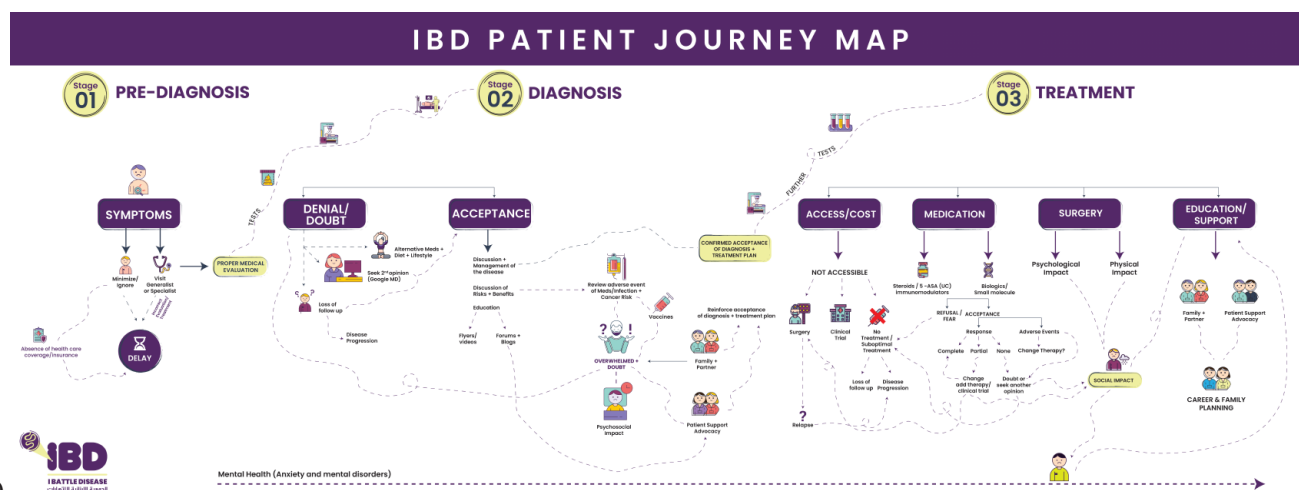 IBD PATIENT JOURNEY MAP
Stage
01
PRE-DIAGNOSIS
Stage
02
DIAGNOSIS
Stage
03
TREATMENT
TESTS
FURTHER
TESTS
SYMPTOMS
Minimize/
Ignore
Visit
Generalist
or Specialist
PROPER MEDICAL
EVALUATION
Absence of health care
coverage/insurance
DELAY
DENIAL/
DOUBT
Alternative Meds +
Diet + Lifestyle
Seek 2nd opinion
(Google MD)
Loss of
follow up
Disease
Progression
ACCEPTANCE
Discussion +
Management of
the disease
Discussion of
Risks + Benefits
Education
Flyers/
videos
Forums +
Blogs
Review adverse event
of Meds/Infection +
Cancer Risk
Vaccines
OVERWHELMED +
DOUBT
Psychosocial
Impact
Reinforce acceptance
of diagnosis + treatment plan
Family +
Partner
Patient Support
Advocacy
CONFIRMED ACCEPTANCE
OF DIAGNOSIS +
TREATMENT PLAN
ACCESS/COST
NOT ACCESSIBLE
Surgery
Clinical
Trial
No
Treatment /
Suboptimal
Treatment
Loss of
follow up
Disease
Progression
?
Relapse
MEDICATION
Steroids / 5-ASA (UC)
Immunomodulators
Biologics/
Small molecule
REFUSAL /
FEAR
ACCEPTANCE
Response
Adverse Events
Complete
Partial
None
Change Therapy?
Change
add therapy/
clinical trial
Doubt or
seek another
opinion
SURGERY
Psychological
Impact
Physical
Impact
SOCIAL IMPACT
EDUCATION/
SUPPORT
Family +
Partner
Patient Support
Advocacy
CAREER & FAMILY
PLANNING
Mental Health (Anxiety and mental disorders)
iBD
I BATTLE DISEASE